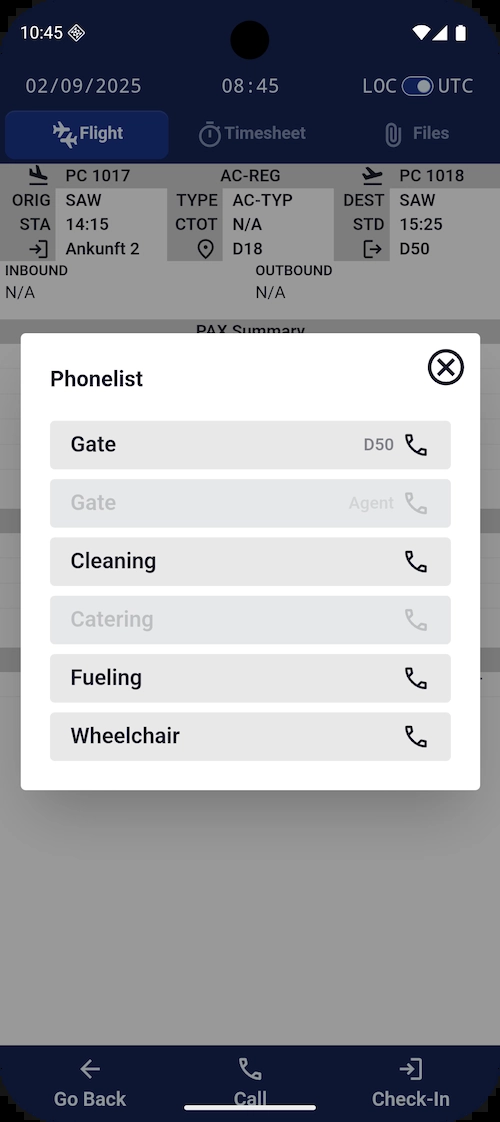 10:45
02/09/2025 08:45 LOC UTC
Flight Timesheet Files
PC 1017 AC-REG PC 1018
ORIG SAW TYPE AC-TYP DEST SAW
STA 14:15 CTOT N/A STD 15:25
Ankunft 2 D18 D50
INBOUND OUTBOUND
N/A N/A
PAX Summary
Phonelist
Gate D50
Gate Agent
Cleaning
Catering
Fueling
Wheelchair
Go Back Call Check-In